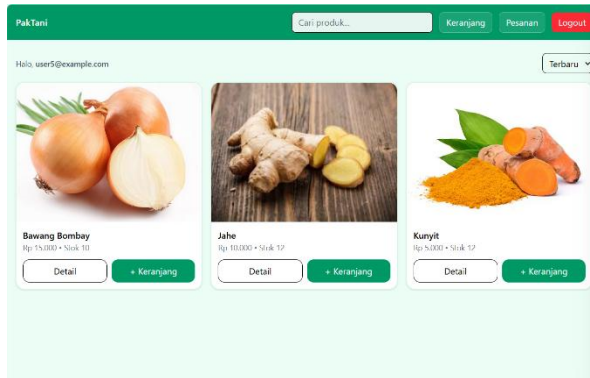 PakTani
Cari produk...
Keranjang
Pesanan
Logout
Halo, user5@example.com
Terbaru
Bawang Bombay
Rp 15.000 • Stok 10
Detail
+ Keranjang
Jahe
Rp 10.000 • Stok 12
Detail
+ Keranjang
Kunyit
Rp 5.000 • Stok 12
Detail
+ Keranjang